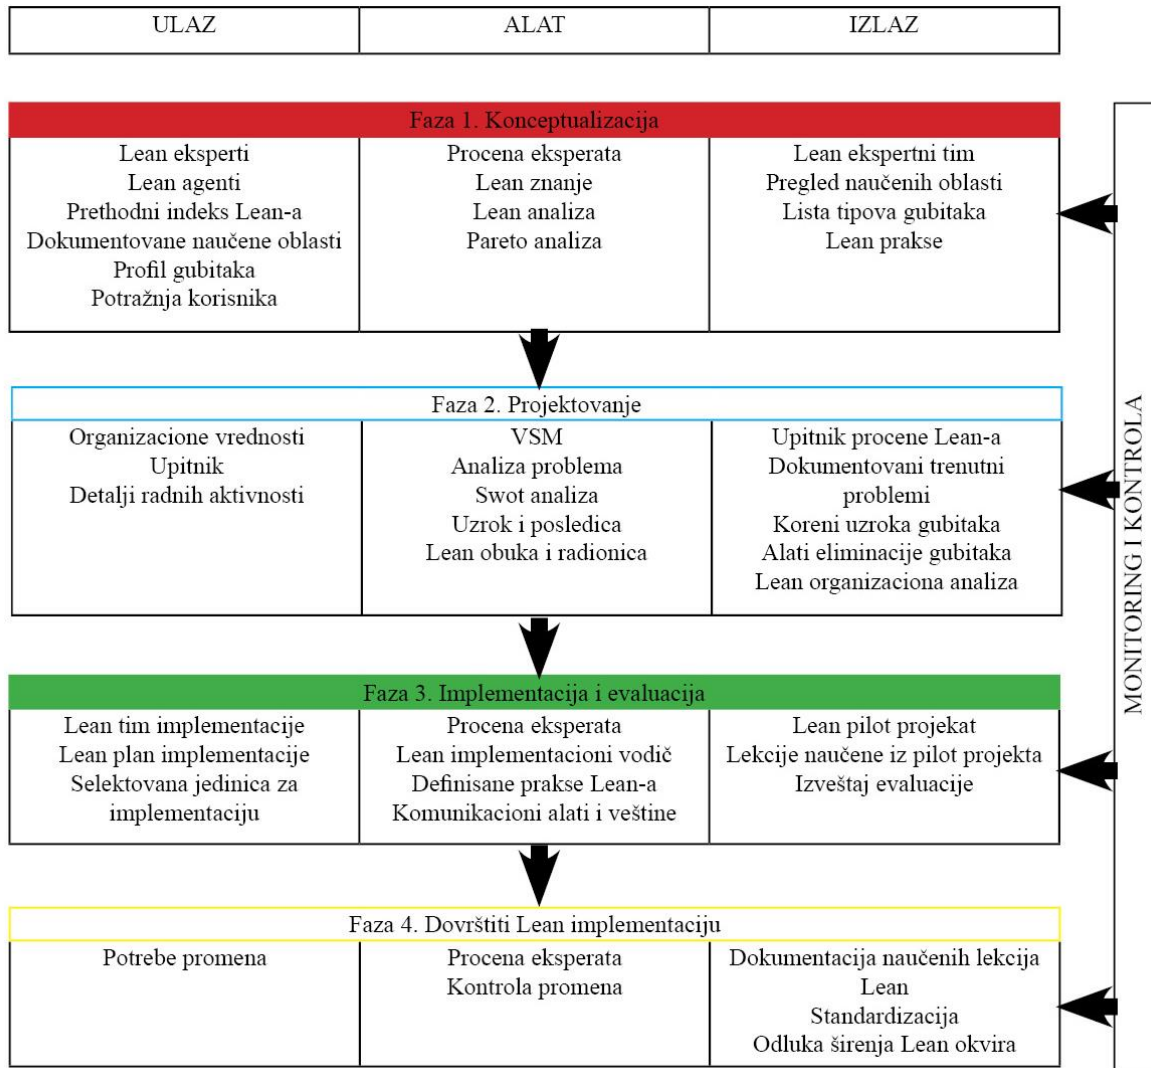 ULAZ
ALAT
IZLAZ
Faza 1. Konceptualizacija
Lean eksperti
Lean agenti
Prethodni indeks Lean-a
Dokumentovane naučene oblasti
Profil gubitaka
Potražnja korisnika
Procena eksperata
Lean znanje
Lean analiza
Pareto analiza
Lean ekspertni tim
Pregled naučenih oblasti
Lista tipova gubitaka
Lean prakse
Faza 2. Projektovanje
Organizacione vrednosti
Upitnik
Detalji radnih aktivnosti
VSM
Analiza problema
Swot analiza
Uzrok i posledica
Lean obuka i radionica
Upitnik procene Lean-a
Dokumentovani trenutni
problemi
Koreni uzroka gubitaka
Alati eliminacije gubitaka
Lean organizaciona analiza
Faza 3. Implementacija i evaluacija
Lean tim implementacije
Lean plan implementacije
Selektovana jedinica za
implementaciju
Procena eksperata
Lean implementacioni vodič
Definisane prakse Lean-a
Komunikacioni alati i veštine
Lean pilot projekat
Lekcije naučene iz pilot projekta
Izveštaj evaluacije
Faza 4. Dovrštiti Lean implementaciju
Potrebe promena
Procena eksperata
Kontrola promena
Dokumentacija naučenih lekcija
Lean
Standardizacija
Odluka širenja Lean okvira
MONITORING I KONTROLA